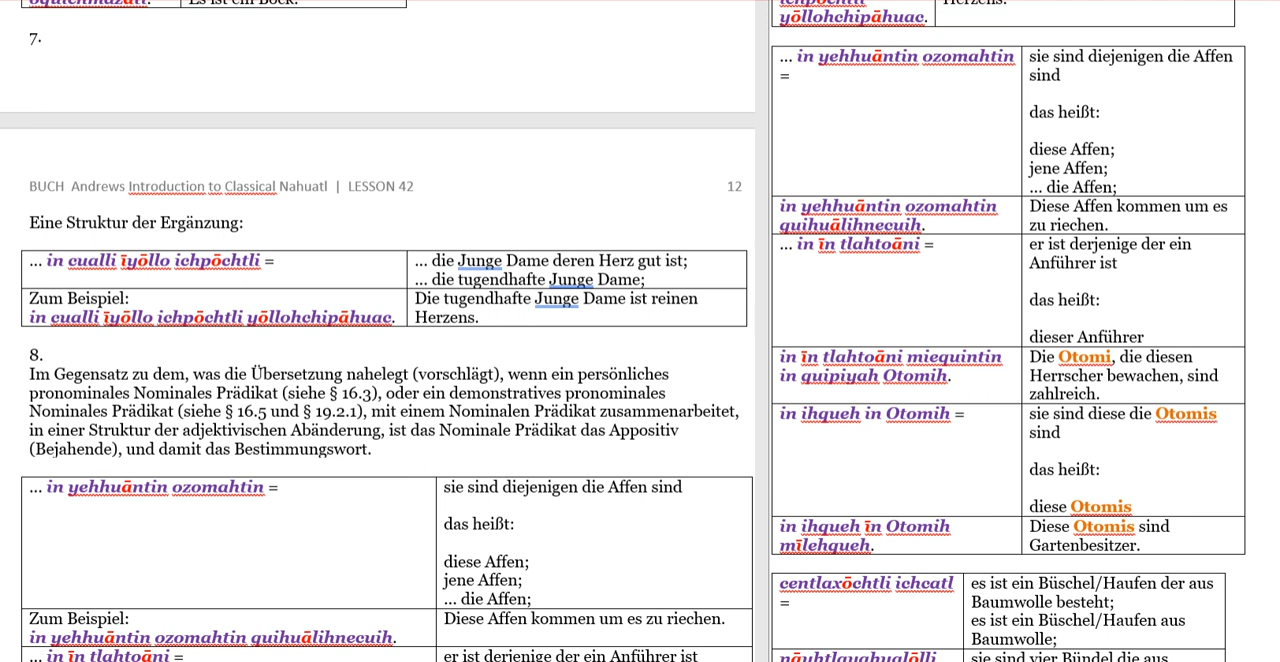 Es ist ein Bock.
7.
BUCH Andrews Introduction to Classical Nahuatl | LESSON 42
12
Eine Struktur der Ergänzung:
... in cualli īyōllo ichpōchtli =
... die Junge Dame deren Herz gut ist;
... die tugendhafte Junge Dame;
Zum Beispiel:
in cualli īyōllo ichpōchtli yōllohchipāhuac.
Die tugendhafte Junge Dame ist reinen
Herzens.
8.
Im Gegensatz zu dem, was die Übersetzung nahelegt (vorschlägt), wenn ein persönliches
pronominales Nominales Prädikat (siehe § 16.3), oder ein demonstratives pronominales
Nominales Prädikat (siehe § 16.5 und § 19.2.1), mit einem Nominalen Prädikat zusammenarbeitet,
in einer Struktur der adjektivischen Abänderung, ist das Nominale Prädikat das Appositiv
(Bejahende), und damit das Bestimmungswort.
... in yehhuāntin ozomahtin =
sie sind diejenigen die Affen sind
das heißt:
diese Affen;
jene Affen;
... die Affen;
Zum Beispiel:
in yehhuāntin ozomahtin quihuālihnecuih.
Diese Affen kommen um es zu riechen.
... in īn tlahtoāni =
er ist derjenige der ein Anführer ist
ichpōchtli
yōllohchipāhuac.
Herzens.
... in yehhuāntin ozomahtin
=
sie sind diejenigen die Affen
sind
das heißt:
diese Affen;
jene Affen;
... die Affen;
in yehhuāntin ozomahtin
quihuālihnecuih.
Diese Affen kommen um es
zu riechen.
... in īn tlahtoāni =
er ist derjenige der ein
Anführer ist
das heißt:
dieser Anführer
in īn tlahtoāni miequintin
in quipiyah Otomih.
Die Otomi, die diesen
Herrscher bewachen, sind
zahlreich.
in ihqueh in Otomih =
sie sind diese die Otomis
sind
das heißt:
diese Otomis
in ihqueh īn Otomih
mīlehqueh.
Diese Otomis sind
Gartenbesitzer.
centlaxōchtli ichcatl
=
es ist ein Büschel/Haufen der aus
Baumwolle besteht;
es ist ein Büschel/Haufen aus
Baumwolle;
nāuhtlayahualōlli
sie sind vier Bündel die aus